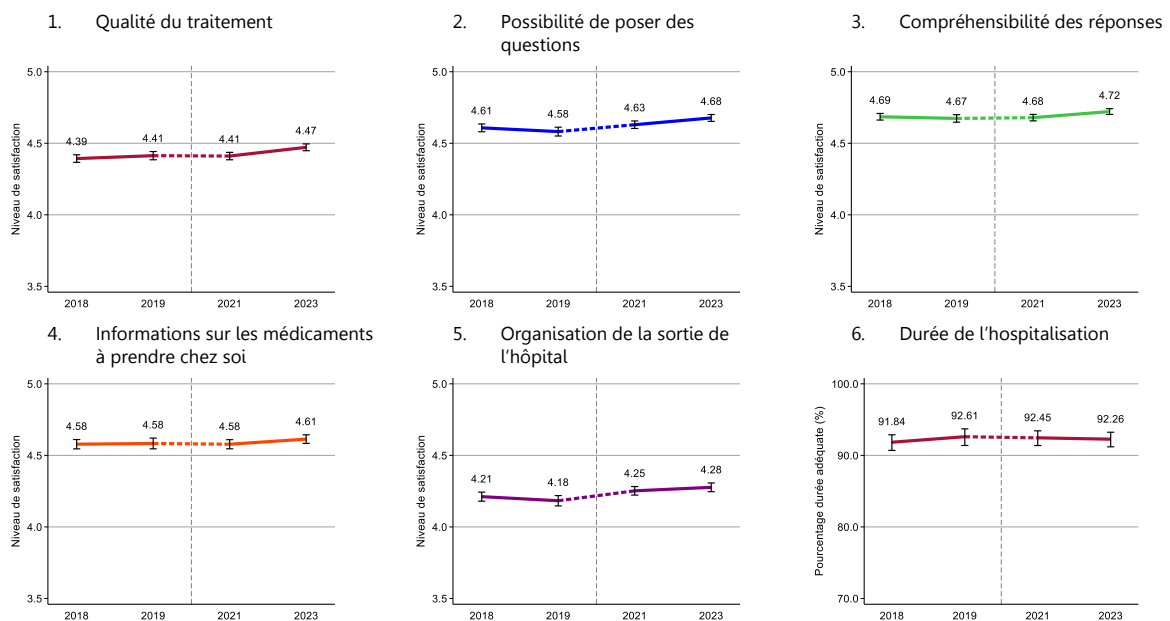 1. Qualité du traitement
5.0
4.5
4.0
3.5
Niveau de satisfaction
4.39
4.41
4.41
4.47
2018 2019 2021 2023
2. Possibilité de poser des
questions
5.0
4.5
4.0
3.5
Niveau de satisfaction
4.61
4.58
4.63
4.68
2018 2019 2021 2023
3. Compréhensibilité des réponses
5.0
4.5
4.0
3.5
Niveau de satisfaction
4.69
4.67
4.68
4.72
2018 2019 2021 2023
4. Informations sur les médicaments
à prendre chez soi
5.0
4.5
4.0
3.5
Niveau de satisfaction
4.58
4.58
4.58
4.61
2018 2019 2021 2023
5. Organisation de la sortie de
l’hôpital
5.0
4.5
4.0
3.5
Niveau de satisfaction
4.21
4.18
4.25
4.28
2018 2019 2021 2023
6. Durée de l’hospitalisation
100.0
90.0
80.0
70.0
Pourcentage durée adéquate (%)
91.84
92.61
92.45
92.26
2018 2019 2021 2023